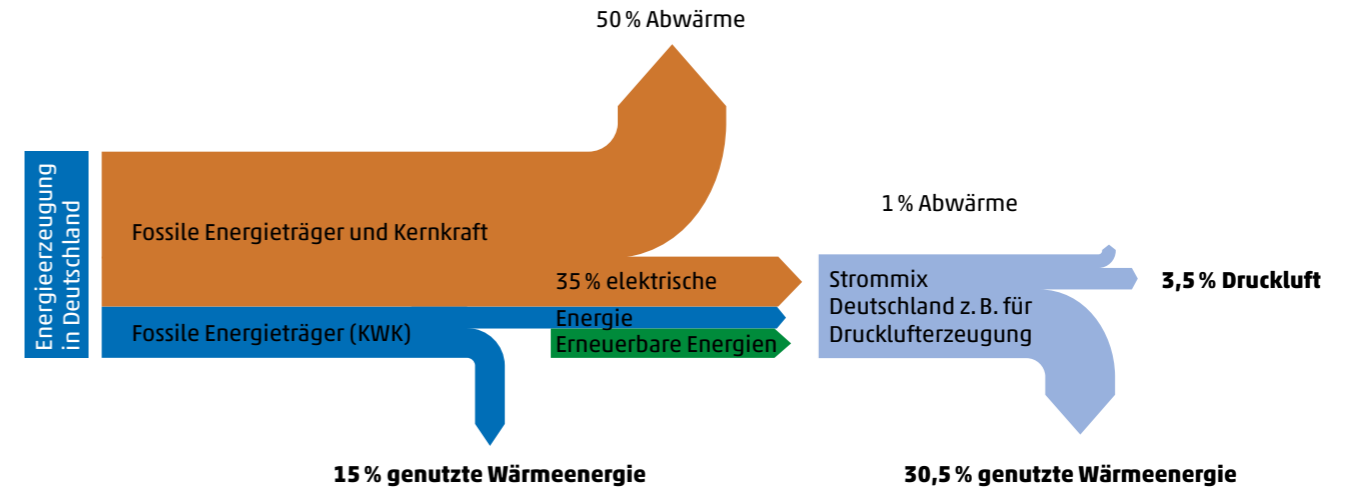 50 % Abwärme
Energieerzeugung
in Deutschland
Fossile Energieträger und Kernkraft
1 % Abwärme
35 % elektrische
Energie
Fossile Energieträger (KWK)
Erneuerbare Energien
Strommix
Deutschland z. B. für
Drucklufterzeugung
3,5 % Druckluft
15 % genutzte Wärmeenergie
30,5 % genutzte Wärmeenergie